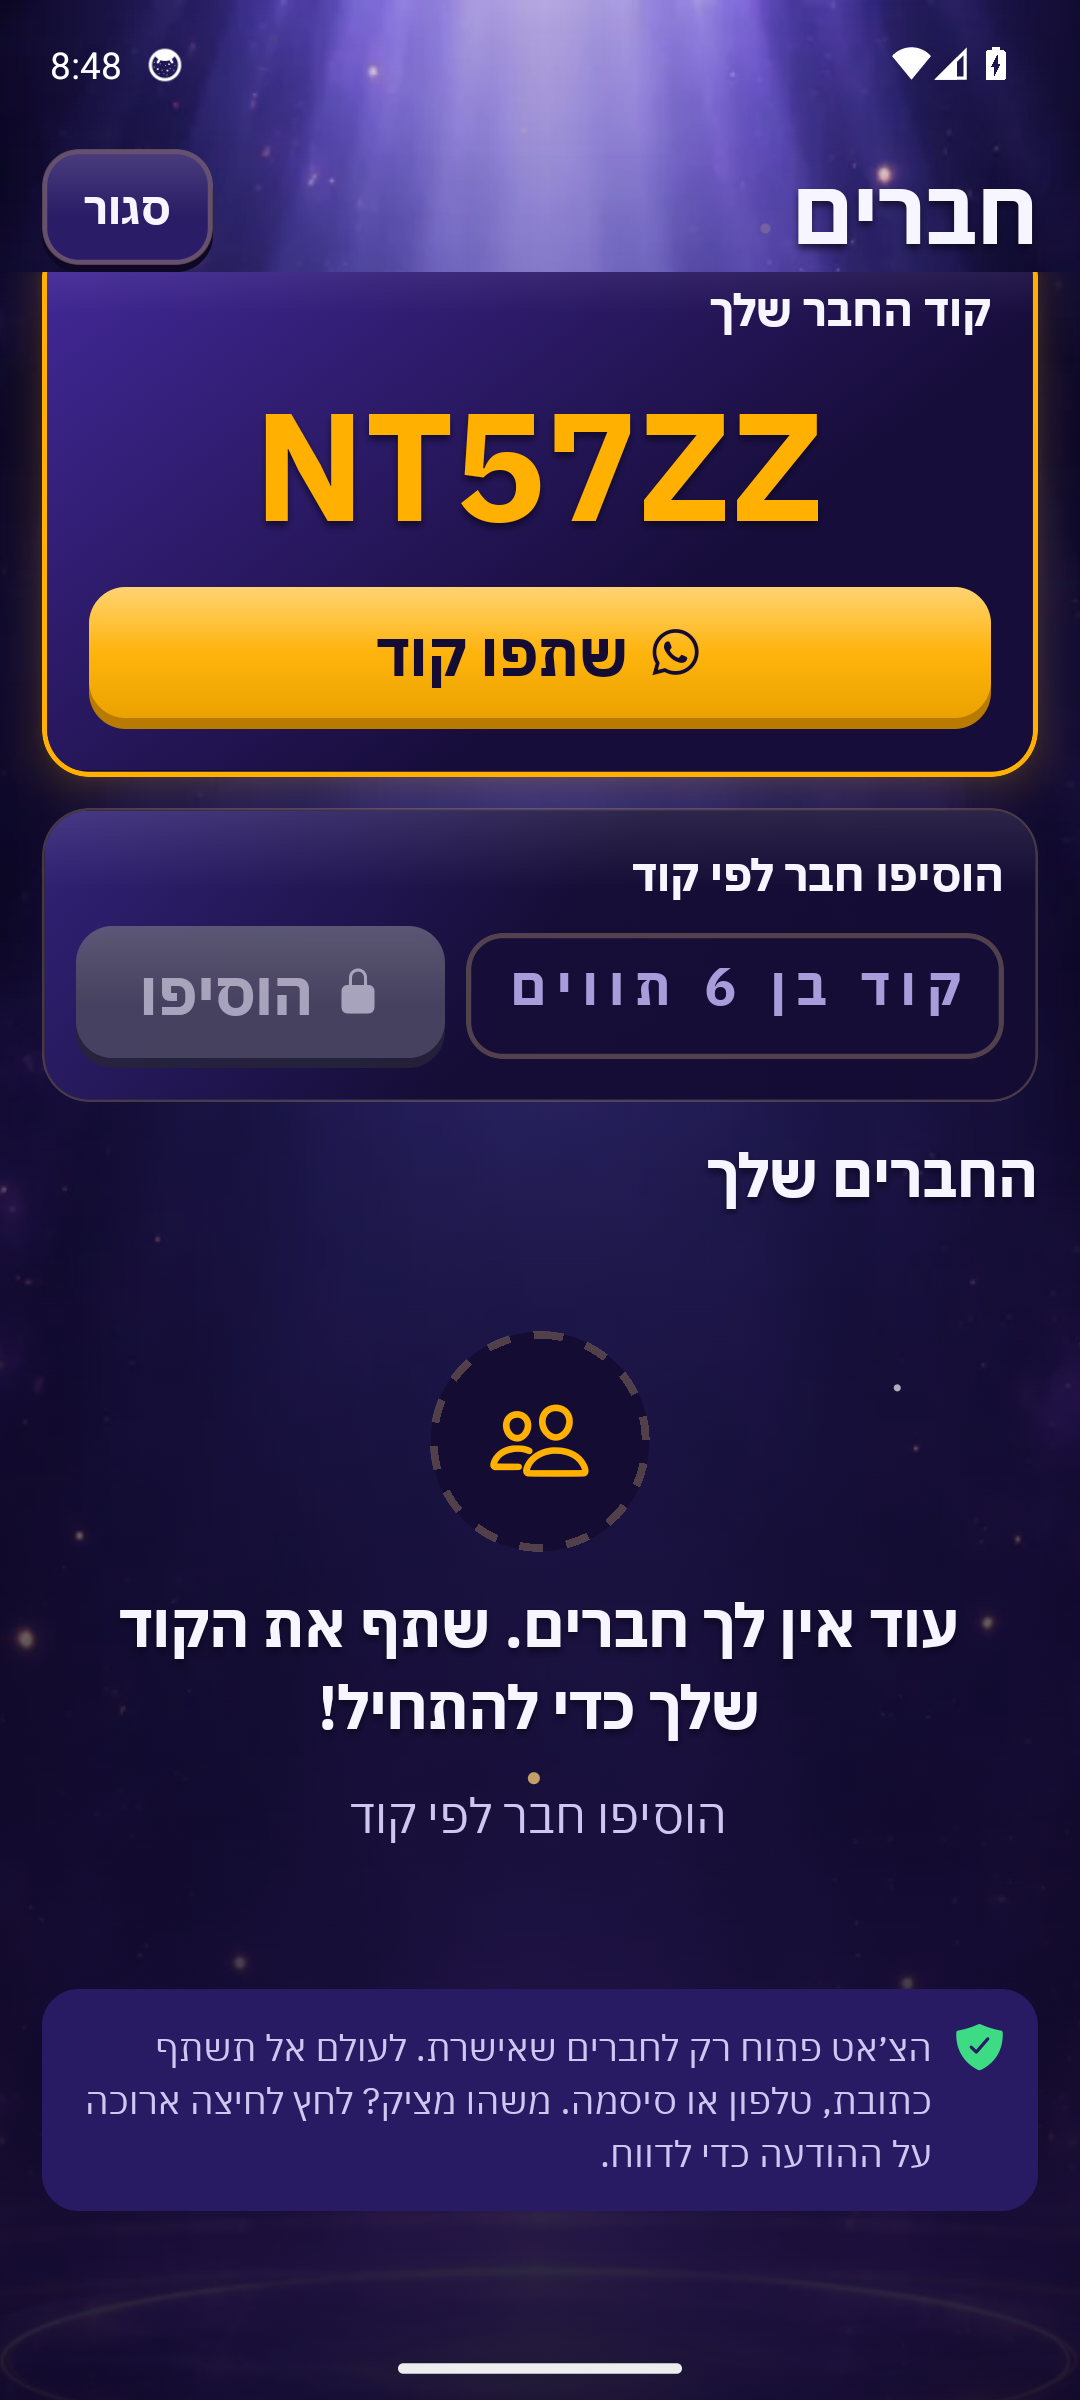 8:48
חברים
סגור
קוד החבר שלך
NT57ZZ
שתפו קוד
הוסיפו חבר לפי קוד
קוד בן 6 תווים
הוסיפו
החברים שלך
עוד אין לך חברים. שתף את הקוד
שלך כדי להתחיל!
הוסיפו חבר לפי קוד
הצ׳אט פתוח רק לחברים שאישרת. לעולם אל תשתף
כתובת, טלפון או סיסמה. משהו מציק? לחץ לחיצה ארוכה
על ההודעה כדי לדווח.